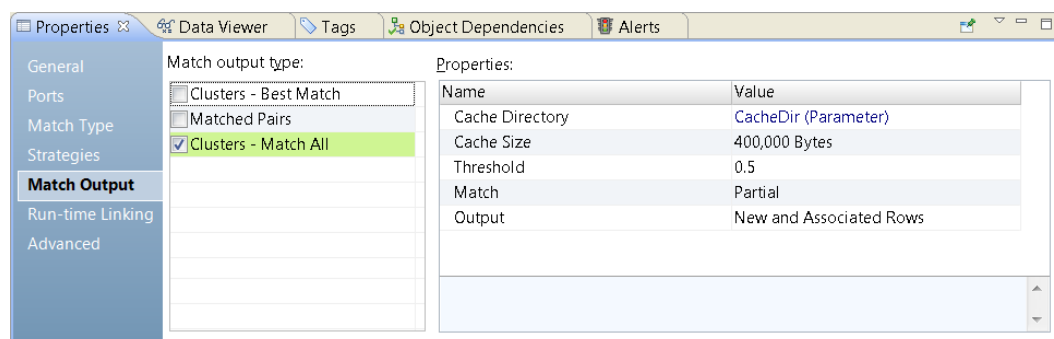 Properties Data Viewer Tags Object Dependencies Alerts
General
Ports
Match Type
Strategies
Match Output
Run-time Linking
Advanced
Match output type:
Clusters - Best Match
Matched Pairs
Clusters - Match All
Properties:
Name Value
Cache Directory CacheDir (Parameter)
Cache Size 400,000 Bytes
Threshold 0.5
Match Partial
Output New and Associated Rows